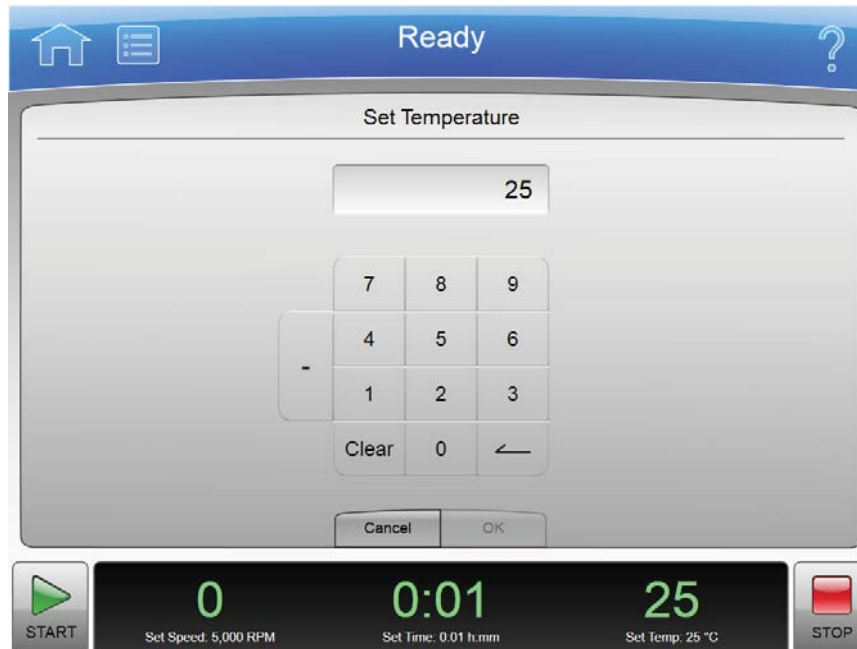 Ready
Set Temperature
25
7 8 9
4 5 6
-
1 2 3
Clear 0
Cancel OK
START
0 0:01 25
Set Speed: 5,000 RPM Set Time: 0:01 h:mm Set Temp: 25 °C
STOP